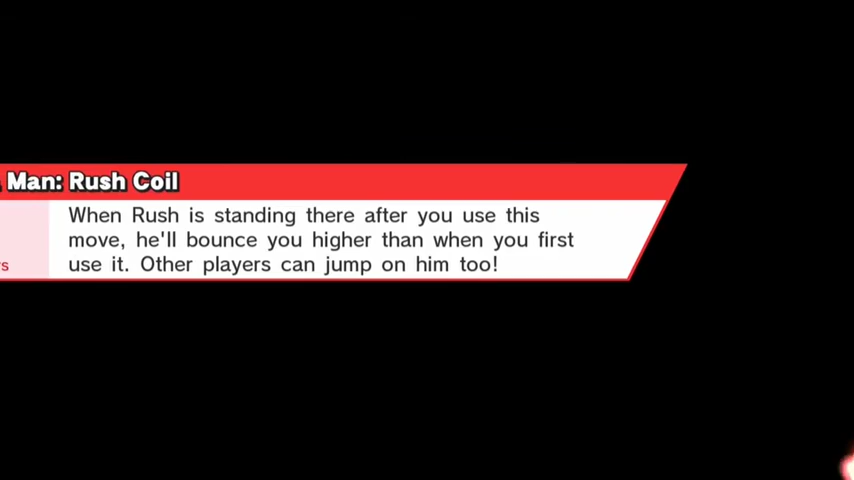 Man: Rush Coil
When Rush is standing there after you use this
move, he'll bounce you higher than when you first
use it. Other players can jump on him too!